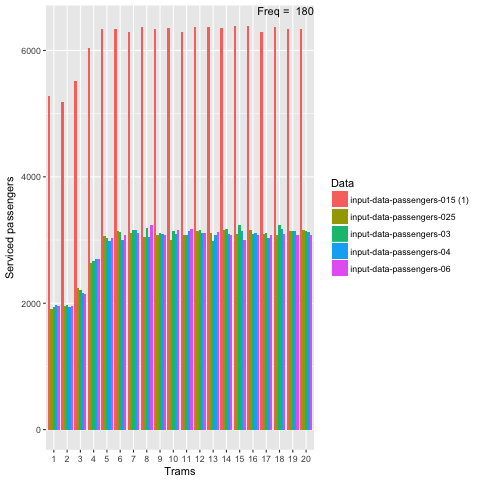 Freq = 180
6000
4000
2000
0
Serviced passengers
1 2 3 4 5 6 7 8 9 10 11 12 13 14 15 16 17 18 19 20
Trams
Data
input-data-passengers-015 (1)
input-data-passengers-025
input-data-passengers-03
input-data-passengers-04
input-data-passengers-06